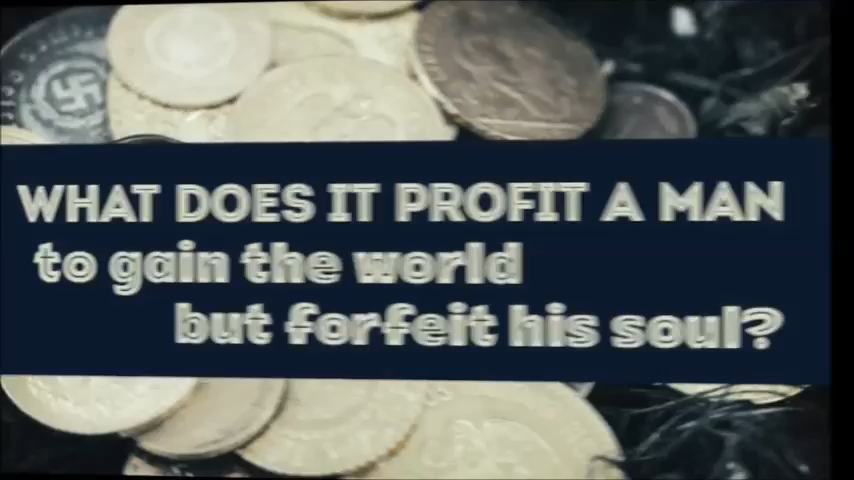 WHAT DOES IT PROFIT A MAN
to gain the world
but forfeit his soul?